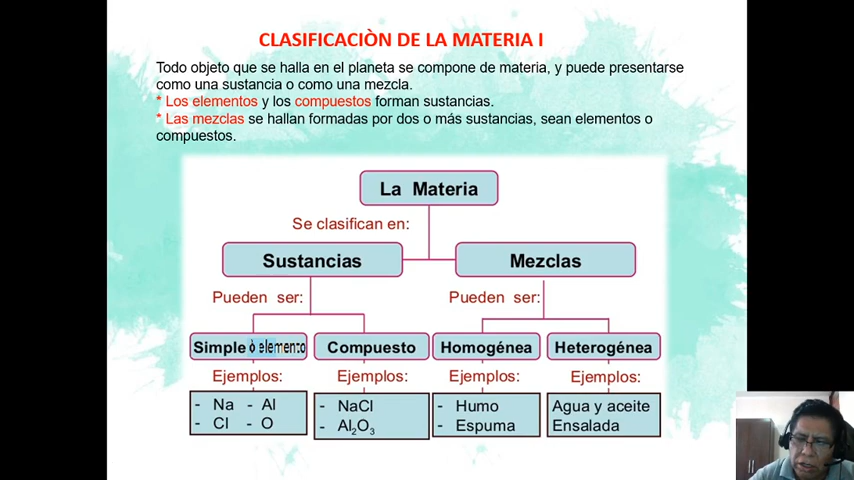 CLASIFICACIÒN DE LA MATERIA I
Todo objeto que se halla en el planeta se compone de materia, y puede presentarse
como una sustancia o como una mezcla.
* Los elementos y los compuestos forman sustancias.
* Las mezclas se hallan formadas por dos o más sustancias, sean elementos o
compuestos.
La Materia
Se clasifican en:
Sustancias
Mezclas
Pueden ser:
Pueden ser:
Simple ò elemento
Compuesto
Homogénea
Heterogénea
Ejemplos:
Ejemplos:
Ejemplos:
Ejemplos:
- Na - Al
- Cl - O
- NaCl
- Al2O3
- Humo
- Espuma
Agua y aceite
Ensalada